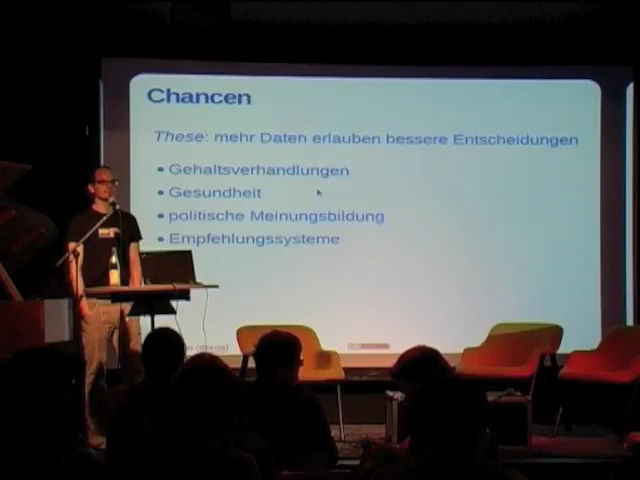 Chancen
These: mehr Daten erlauben bessere Entscheidungen
• Gehaltsverhandlungen
• Gesundheit
• politische Meinungsbildung
• Empfehlungssysteme